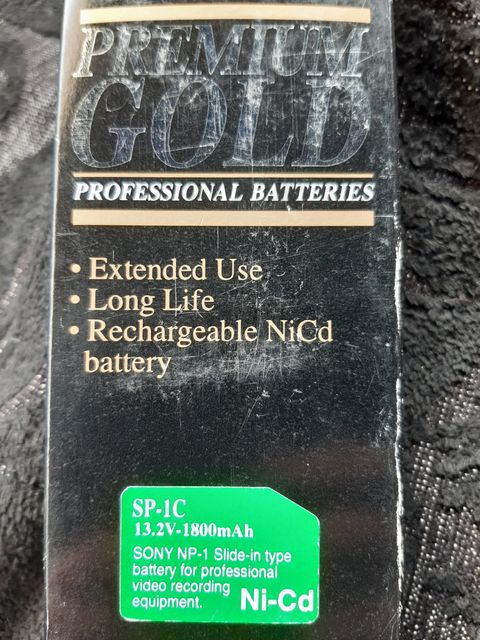 PREMIUM
GOLD
PROFESSIONAL BATTERIES
• Extended Use
• Long Life
• Rechargeable NiCd
battery
SP-1C
13.2V-1800mAh
SONY NP-1 Slide-in type
battery for professional
video recording
equipment.
Ni-Cd